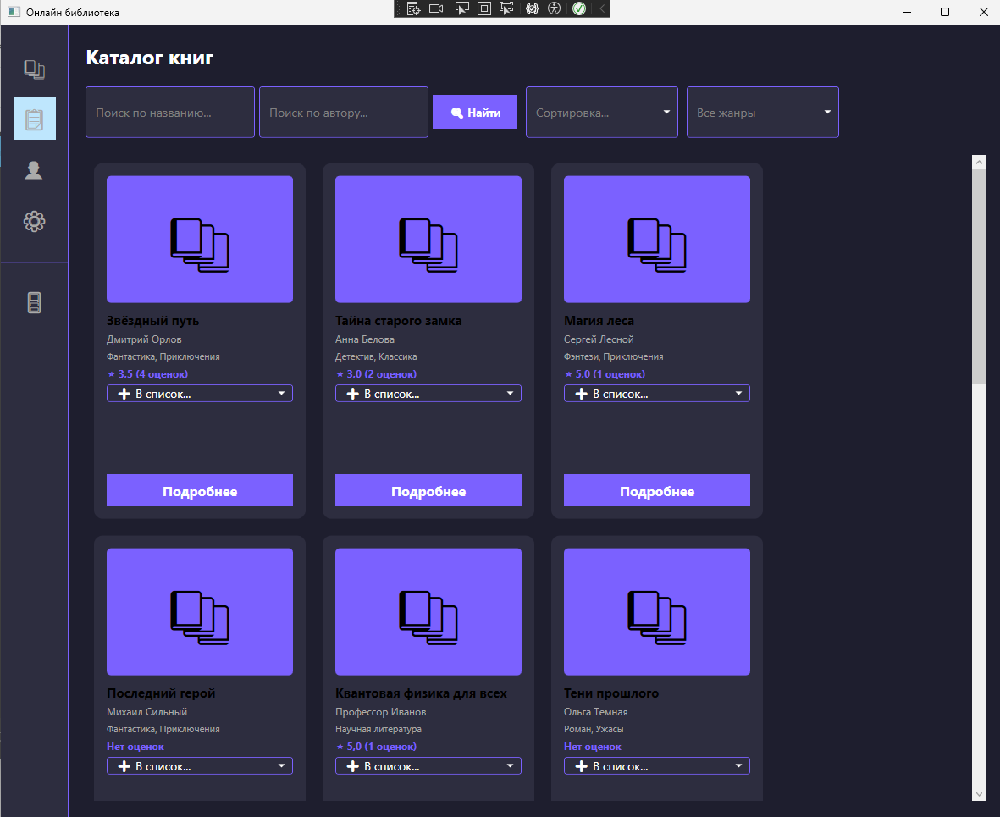 Онлайн библиотека
Каталог книг
Поиск по названию...
Поиск по автору...
Найти
Сортировка...
Все жанры
Звёздный путь
Дмитрий Орлов
Фантастика, Приключения
★ 3,5 (4 оценок)
В список...
Подробнее
Тайна старого замка
Анна Белова
Детектив, Классика
★ 3,0 (2 оценок)
В список...
Подробнее
Магия леса
Сергей Лесной
Фэнтези, Приключения
★ 5,0 (1 оценок)
В список...
Подробнее
Последний герой
Михаил Сильный
Фантастика, Приключения
Нет оценок
В список...
Квантовая физика для всех
Профессор Иванов
Научная литература
★ 5,0 (1 оценок)
В список...
Тени прошлого
Ольга Тёмная
Роман, Ужасы
Нет оценок
В список...